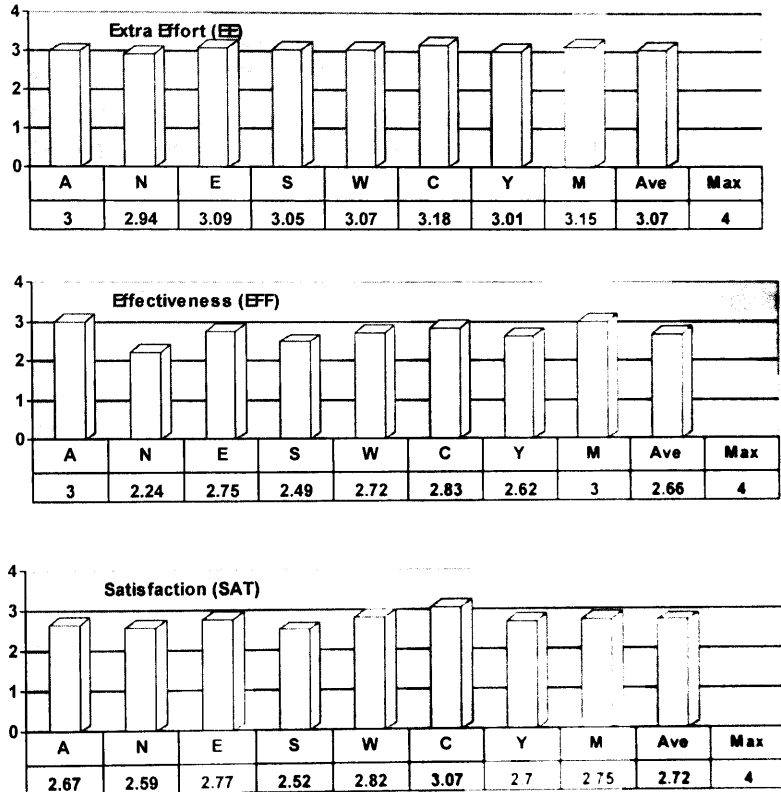 4
Extra Effort (EE)
3
2
1
0
A N E S W C Y M Ave Max
3 2.94 3.09 3.05 3.07 3.18 3.01 3.15 3.07 4
4
Effectiveness (EFF)
3
2
1
0
A N E S W C Y M Ave Max
3 2.24 2.75 2.49 2.72 2.83 2.62 3 2.66 4
4
Satisfaction (SAT)
3
2
1
0
A N E S W C Y M Ave Max
2.67 2.59 2.77 2.52 2.82 3.07 2.7 2.75 2.72 4